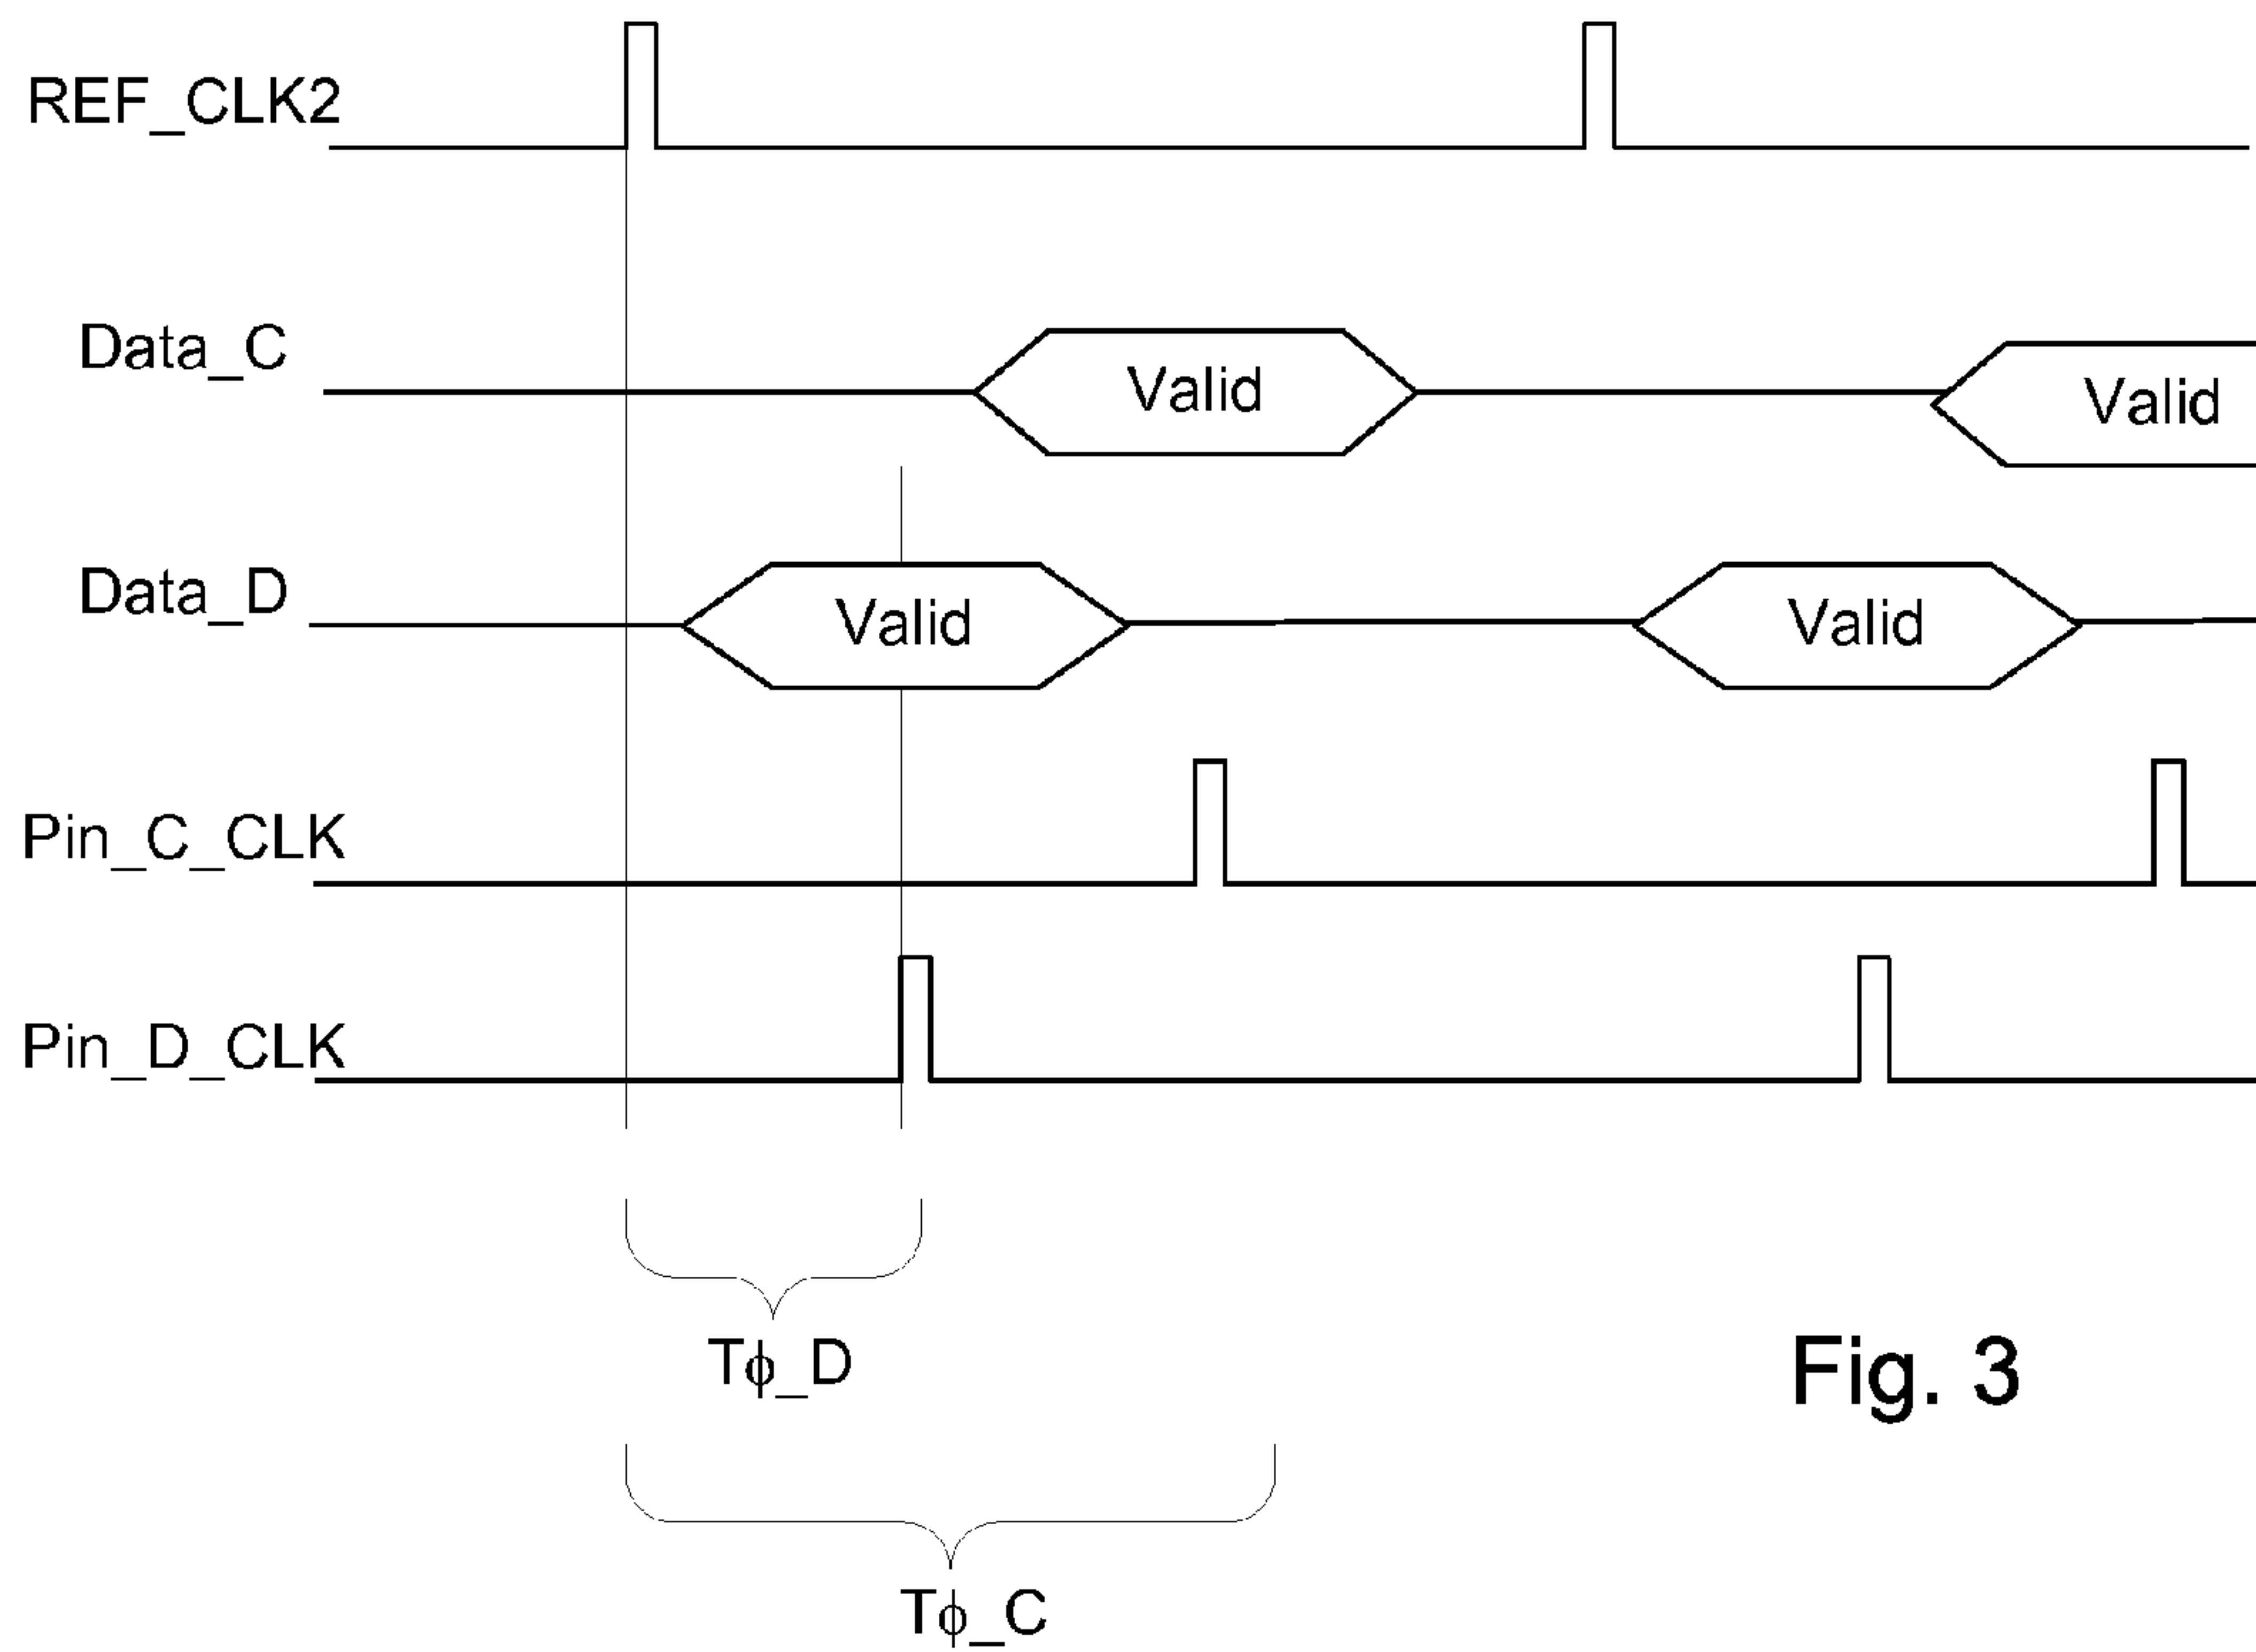 REF_CLK2
Data_C
Valid
Valid
Data_D
Valid
Valid
Pin_C_CLK
Pin_D_CLK
Tϕ_D
Fig. 3
Tϕ_C